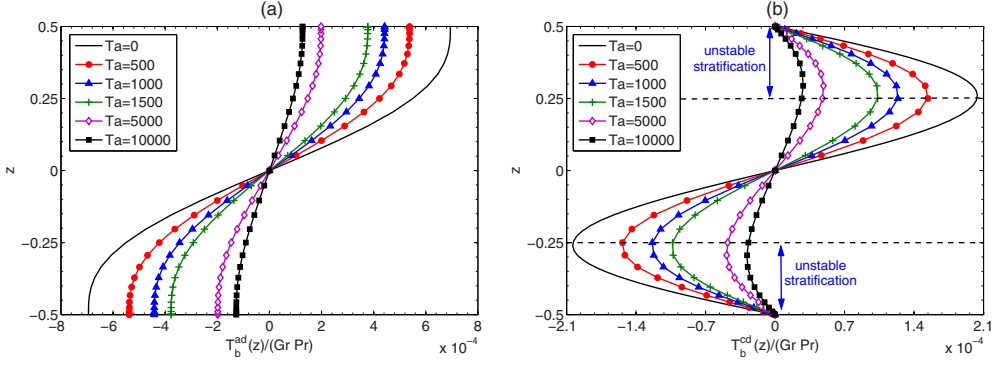 (a)
0.5
0.25
0
−0.25
−0.5
z
Ta=0
Ta=500
Ta=1000
Ta=1500
Ta=5000
Ta=10000
−8 −6 −4 −2 0 2 4 6 8
x 10⁻⁴
T_b^ad(z)/(Gr Pr)
(b)
0.5
0.25
0
−0.25
−0.5
z
Ta=0
Ta=500
Ta=1000
Ta=1500
Ta=5000
Ta=10000
unstable
stratification
unstable
stratification
−2.1 −1.4 −0.7 0 0.7 1.4 2.1
x 10⁻⁴
T_b^cd(z)/(Gr Pr)